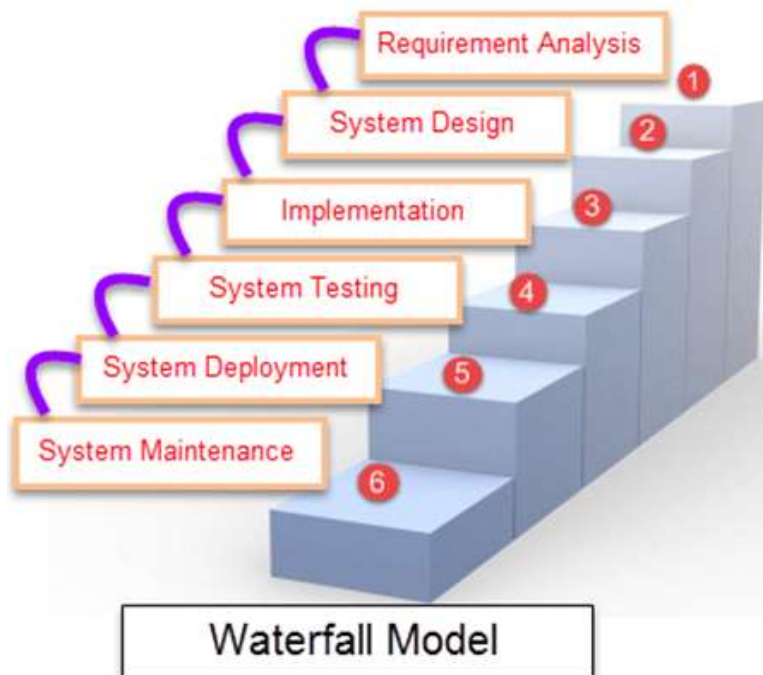 Requirement Analysis
1
System Design
2
Implementation
3
System Testing
4
System Deployment
5
System Maintenance
6
Waterfall Model